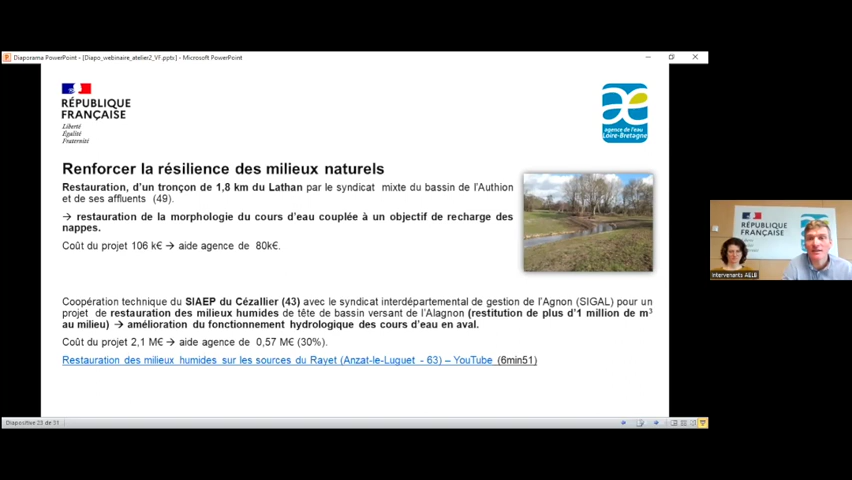 Diaporama PowerPoint - [Diapo_webinaire_atelier2_VF.pptx] - Microsoft PowerPoint
RÉPUBLIQUE
FRANÇAISE
Liberté
Égalité
Fraternité
agence de l'eau
Loire-Bretagne
Renforcer la résilience des milieux naturels
Restauration, d'un tronçon de 1,8 km du Lathan par le syndicat mixte du bassin de l'Authion
et de ses affluents (49).
→ restauration de la morphologie du cours d'eau couplée à un objectif de recharge des
nappes.
Coût du projet 106 k€ → aide agence de 80k€.
Coopération technique du SIAEP du Cézallier (43) avec le syndicat interdépartemental de gestion de l'Agnon (SIGAL) pour un
projet de restauration des milieux humides de tête de bassin versant de l'Alagnon (restitution de plus d'1 million de m³
au milieu) → amélioration du fonctionnement hydrologique des cours d'eau en aval.
Coût du projet 2,1 M€ → aide agence de 0,57 M€ (30%).
Restauration des milieux humides sur les sources du Rayet (Anzat-le-Luguet - 63) – YouTube (6min51)
Diapositive 23 de 31
RÉPUBLIQUE
FRANÇAISE
Intervenants AELB